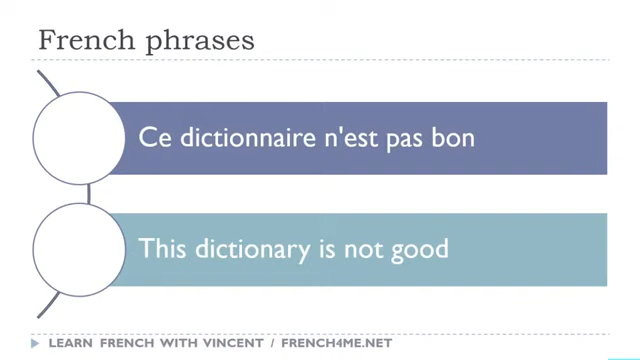 French phrases
Ce dictionnaire n'est pas bon
This dictionary is not good
LEARN FRENCH WITH VINCENT / FRENCH4ME.NET